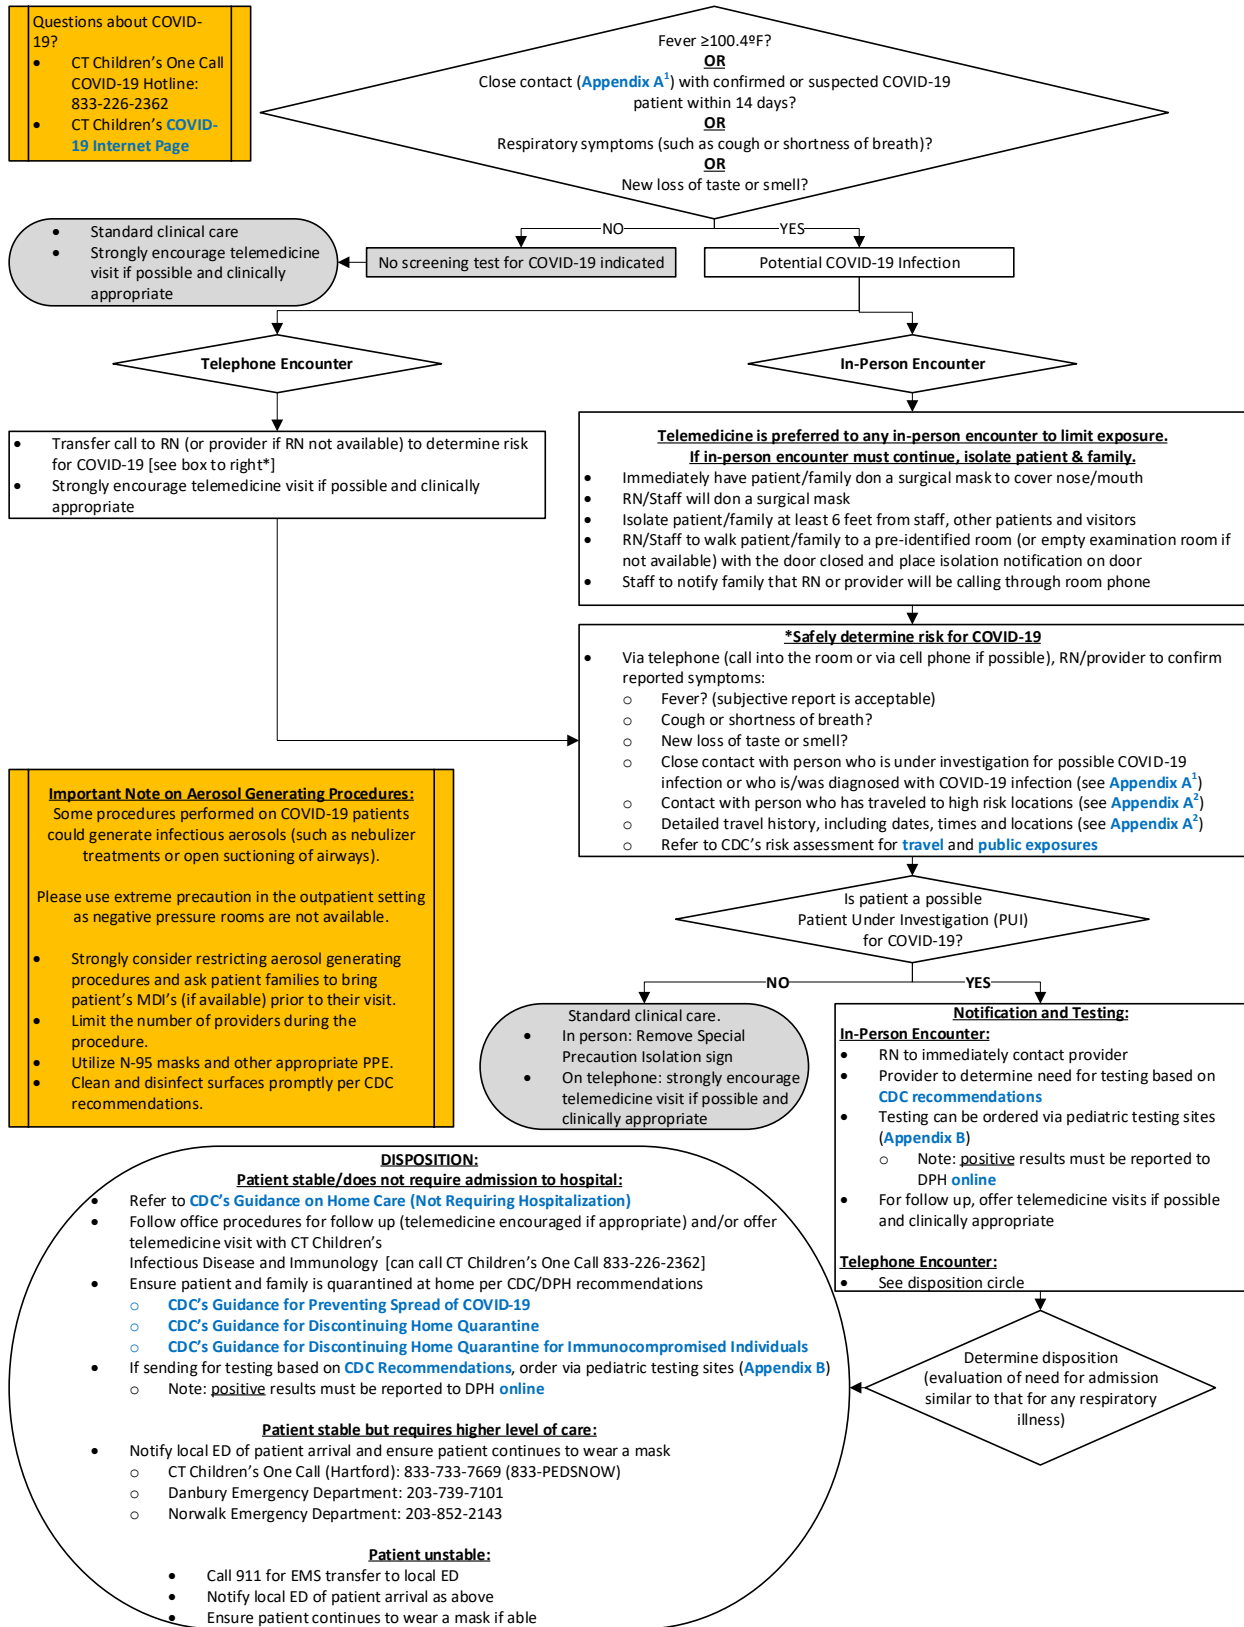 Questions about COVID-
19?
• CT Children's One Call
COVID-19 Hotline:
833-226-2362
• CT Children's COVID-
19 Internet Page
Fever ≥100.4ºF?
OR
Close contact (Appendix A1) with confirmed or suspected COVID-19
patient within 14 days?
OR
Respiratory symptoms (such as cough or shortness of breath)?
OR
New loss of taste or smell?
NO
YES
• Standard clinical care
• Strongly encourage telemedicine
visit if possible and clinically
appropriate
No screening test for COVID-19 indicated
Potential COVID-19 Infection
Telephone Encounter
In-Person Encounter
• Transfer call to RN (or provider if RN not available) to determine risk
for COVID-19 [see box to right*]
• Strongly encourage telemedicine visit if possible and clinically
appropriate
Telemedicine is preferred to any in-person encounter to limit exposure.
If in-person encounter must continue, isolate patient & family.
• Immediately have patient/family don a surgical mask to cover nose/mouth
• RN/Staff will don a surgical mask
• Isolate patient/family at least 6 feet from staff, other patients and visitors
• RN/Staff to walk patient/family to a pre-identified room (or empty examination room if
not available) with the door closed and place isolation notification on door
• Staff to notify family that RN or provider will be calling through room phone
*Safely determine risk for COVID-19
• Via telephone (call into the room or via cell phone if possible), RN/provider to confirm
reported symptoms:
o Fever? (subjective report is acceptable)
o Cough or shortness of breath?
o New loss of taste or smell?
o Close contact with person who is under investigation for possible COVID-19
infection or who is/was diagnosed with COVID-19 infection (see Appendix A1)
o Contact with person who has traveled to high risk locations (see Appendix A2)
o Detailed travel history, including dates, times and locations (see Appendix A2)
o Refer to CDC's risk assessment for travel and public exposures
Important Note on Aerosol Generating Procedures:
Some procedures performed on COVID-19 patients
could generate infectious aerosols (such as nebulizer
treatments or open suctioning of airways).
Please use extreme precaution in the outpatient setting
as negative pressure rooms are not available.
• Strongly consider restricting aerosol generating
procedures and ask patient families to bring
patient's MDI's (if available) prior to their visit.
• Limit the number of providers during the
procedure.
• Utilize N-95 masks and other appropriate PPE.
• Clean and disinfect surfaces promptly per CDC
recommendations.
Is patient a possible
Patient Under Investigation (PUI)
for COVID-19?
NO
YES
Standard clinical care.
• In person: Remove Special
Precaution Isolation sign
• On telephone: strongly encourage
telemedicine visit if possible and
clinically appropriate
Notification and Testing:
In-Person Encounter:
• RN to immediately contact provider
• Provider to determine need for testing based on
CDC recommendations
• Testing can be ordered via pediatric testing sites
(Appendix B)
o Note: positive results must be reported to
DPH online
• For follow up, offer telemedicine visits if possible
and clinically appropriate
Telephone Encounter:
• See disposition circle
Determine disposition
(evaluation of need for admission
similar to that for any respiratory
illness)
DISPOSITION:
Patient stable/does not require admission to hospital:
• Refer to CDC's Guidance on Home Care (Not Requiring Hospitalization)
• Follow office procedures for follow up (telemedicine encouraged if appropriate) and/or offer
telemedicine visit with CT Children's
Infectious Disease and Immunology [can call CT Children's One Call 833-226-2362]
• Ensure patient and family is quarantined at home per CDC/DPH recommendations
o CDC's Guidance for Preventing Spread of COVID-19
o CDC's Guidance for Discontinuing Home Quarantine
o CDC's Guidance for Discontinuing Home Quarantine for Immunocompromised Individuals
• If sending for testing based on CDC Recommendations, order via pediatric testing sites (Appendix B)
o Note: positive results must be reported to DPH online
Patient stable but requires higher level of care:
• Notify local ED of patient arrival and ensure patient continues to wear a mask
o CT Children's One Call (Hartford): 833-733-7669 (833-PEDSNOW)
o Danbury Emergency Department: 203-739-7101
o Norwalk Emergency Department: 203-852-2143
Patient unstable:
• Call 911 for EMS transfer to local ED
• Notify local ED of patient arrival as above
• Ensure patient continues to wear a mask if able